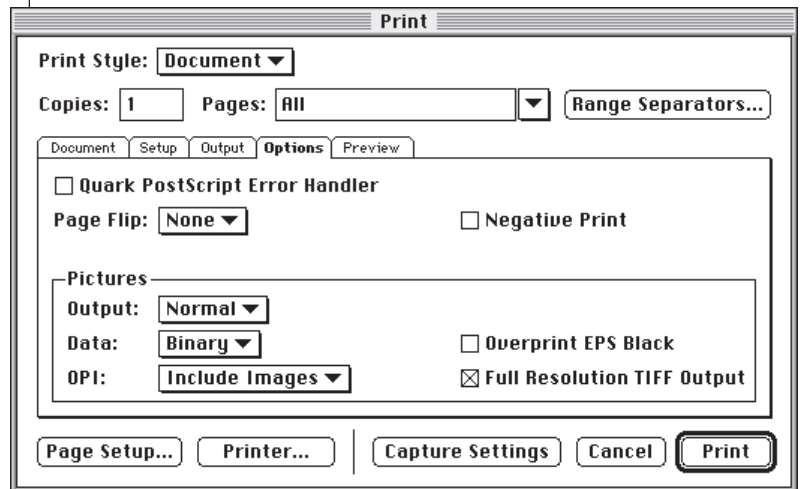 Print
Print Style: Document
Copies: 1 Pages: All Range Separators...
Document Setup Output Options Preview
Quark PostScript Error Handler
Page Flip: None Negative Print
Pictures
Output: Normal
Data: Binary Overprint EPS Black
OPI: Include Images Full Resolution TIFF Output
Page Setup... Printer... Capture Settings Cancel Print